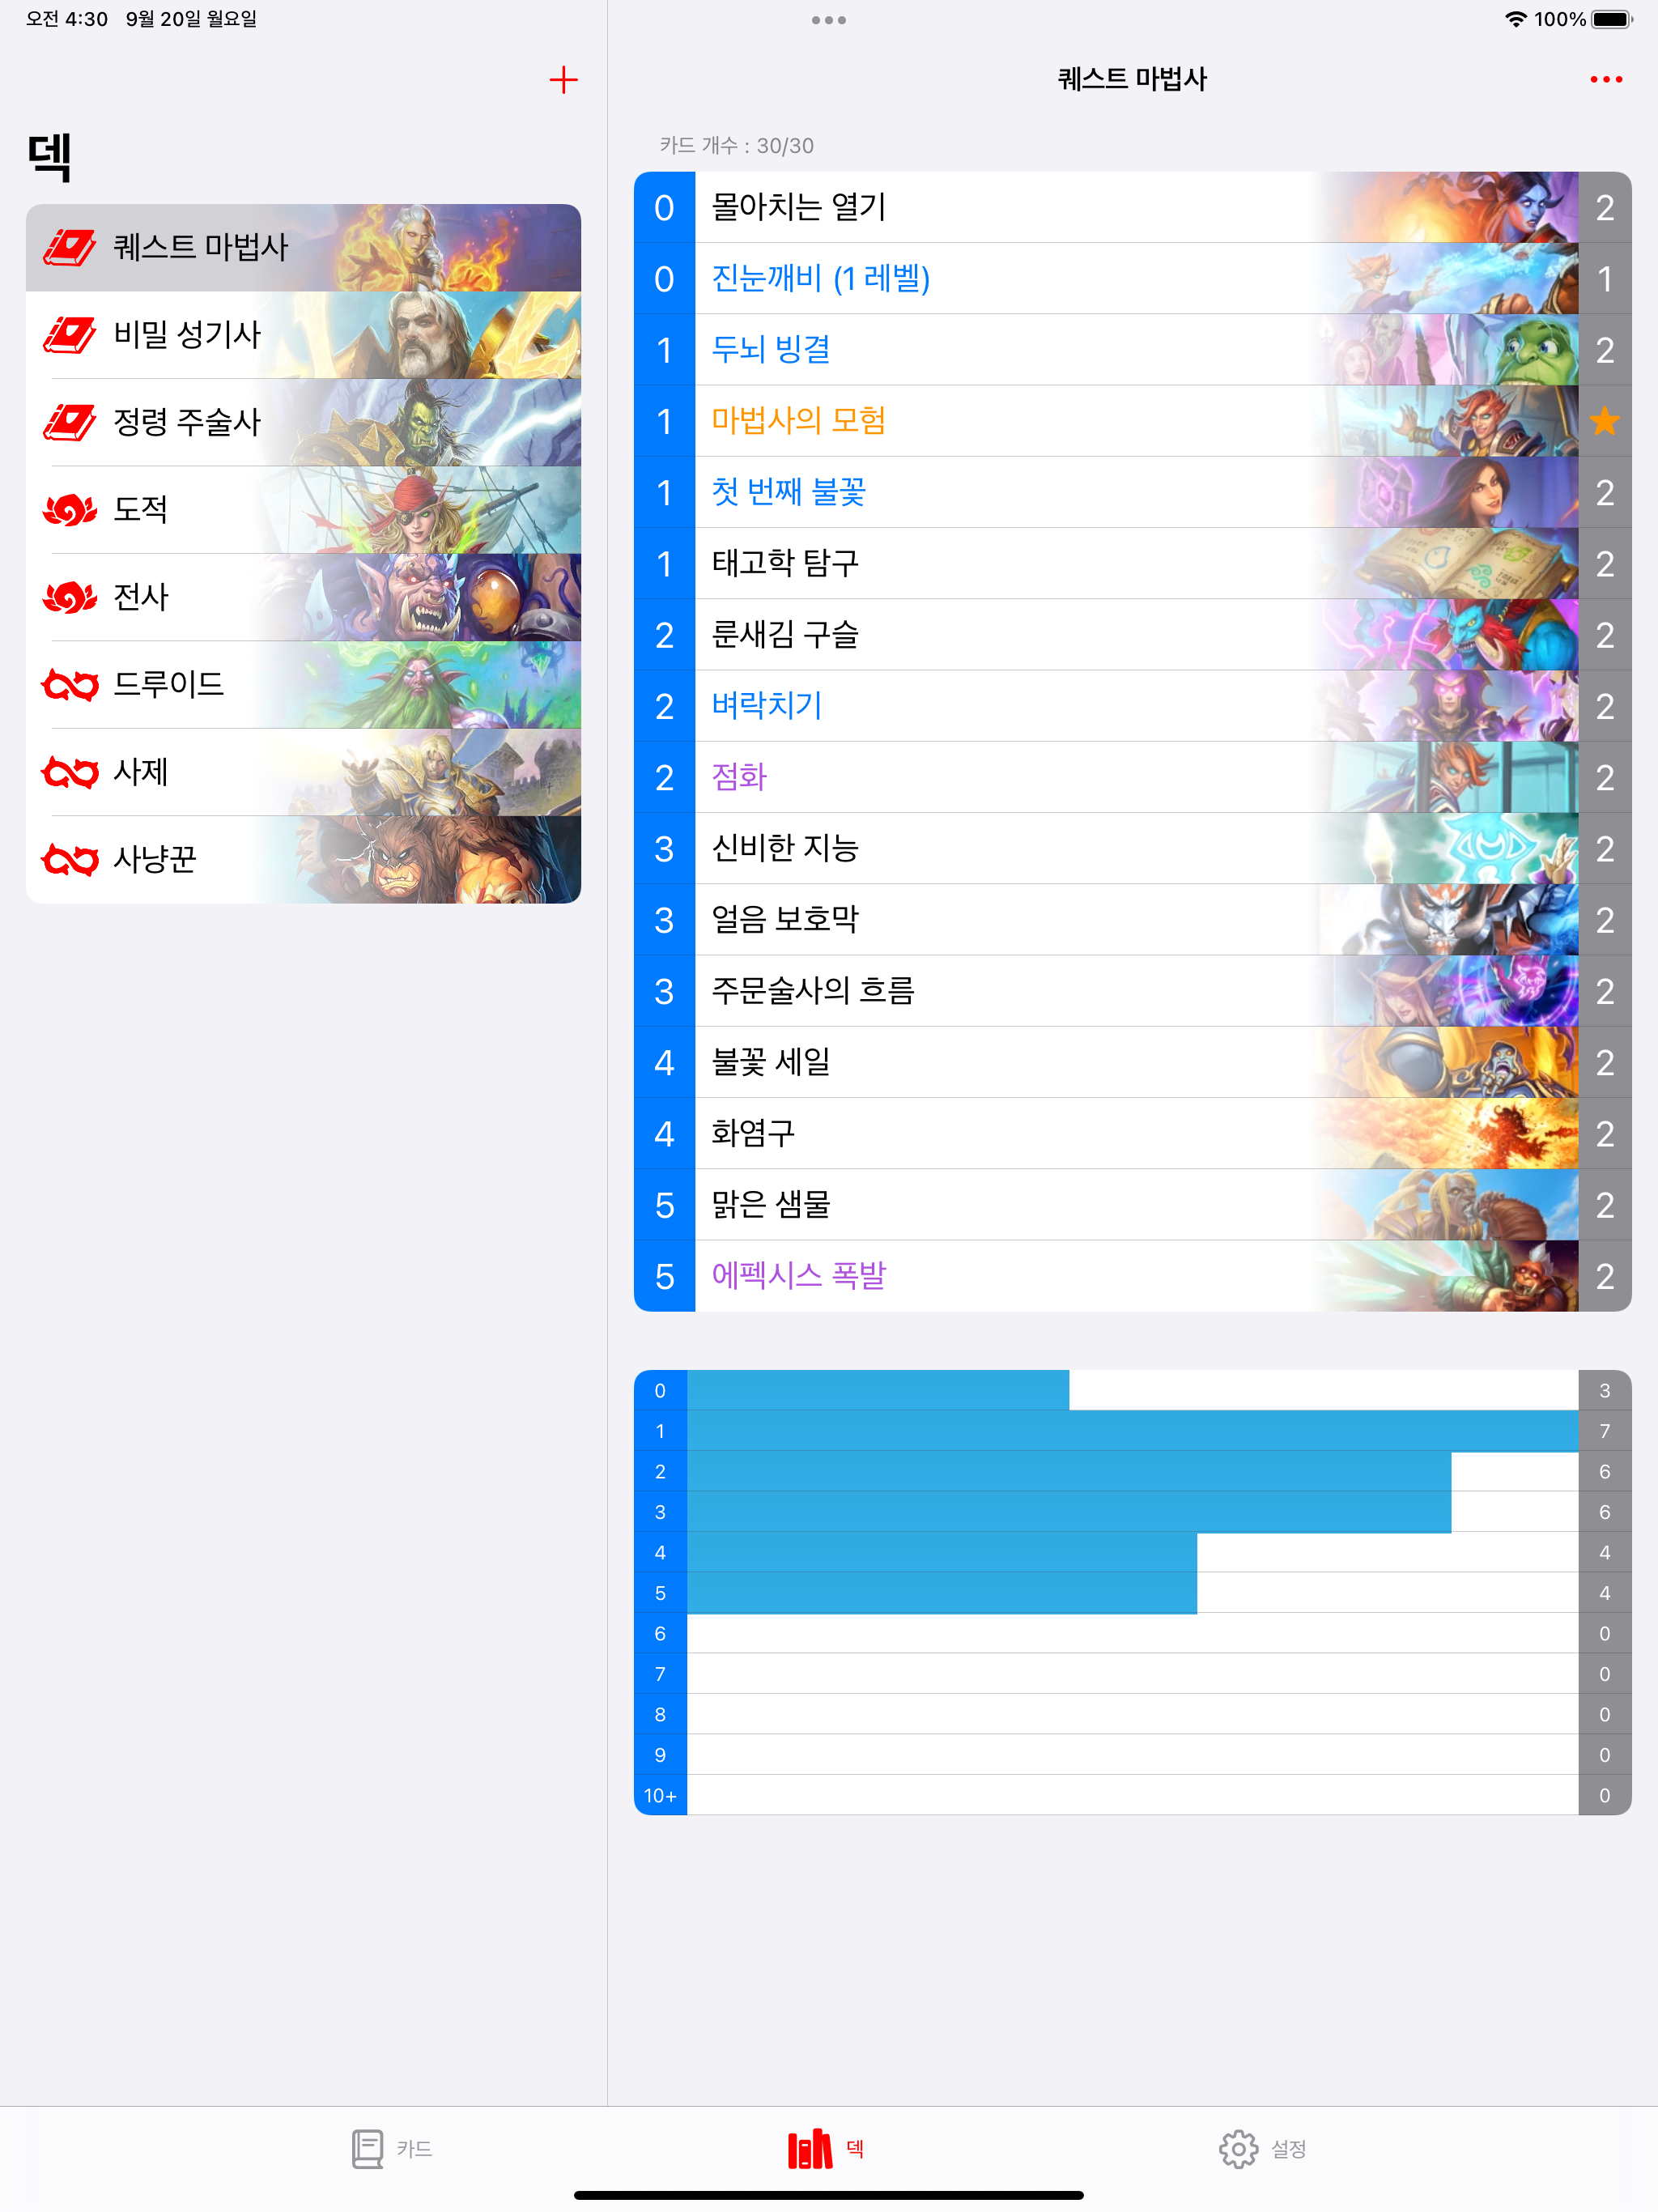 오전 4:30 9월 20일 월요일
100%
덱
퀘스트 마법사
비밀 성기사
정령 주술사
도적
전사
드루이드
사제
사냥꾼
퀘스트 마법사
카드 개수 : 30/30
0 몰아치는 열기 2
0 진눈깨비 (1 레벨) 1
1 두뇌 빙결 2
1 마법사의 모험
1 첫 번째 불꽃 2
1 태고학 탐구 2
2 룬새김 구슬 2
2 벼락치기 2
2 점화 2
3 신비한 지능 2
3 얼음 보호막 2
3 주문술사의 흐름 2
4 불꽃 세일 2
4 화염구 2
5 맑은 샘물 2
5 에펙시스 폭발 2
0 3
1 7
2 6
3 6
4 4
5 4
6 0
7 0
8 0
9 0
10+ 0
카드 덱 설정